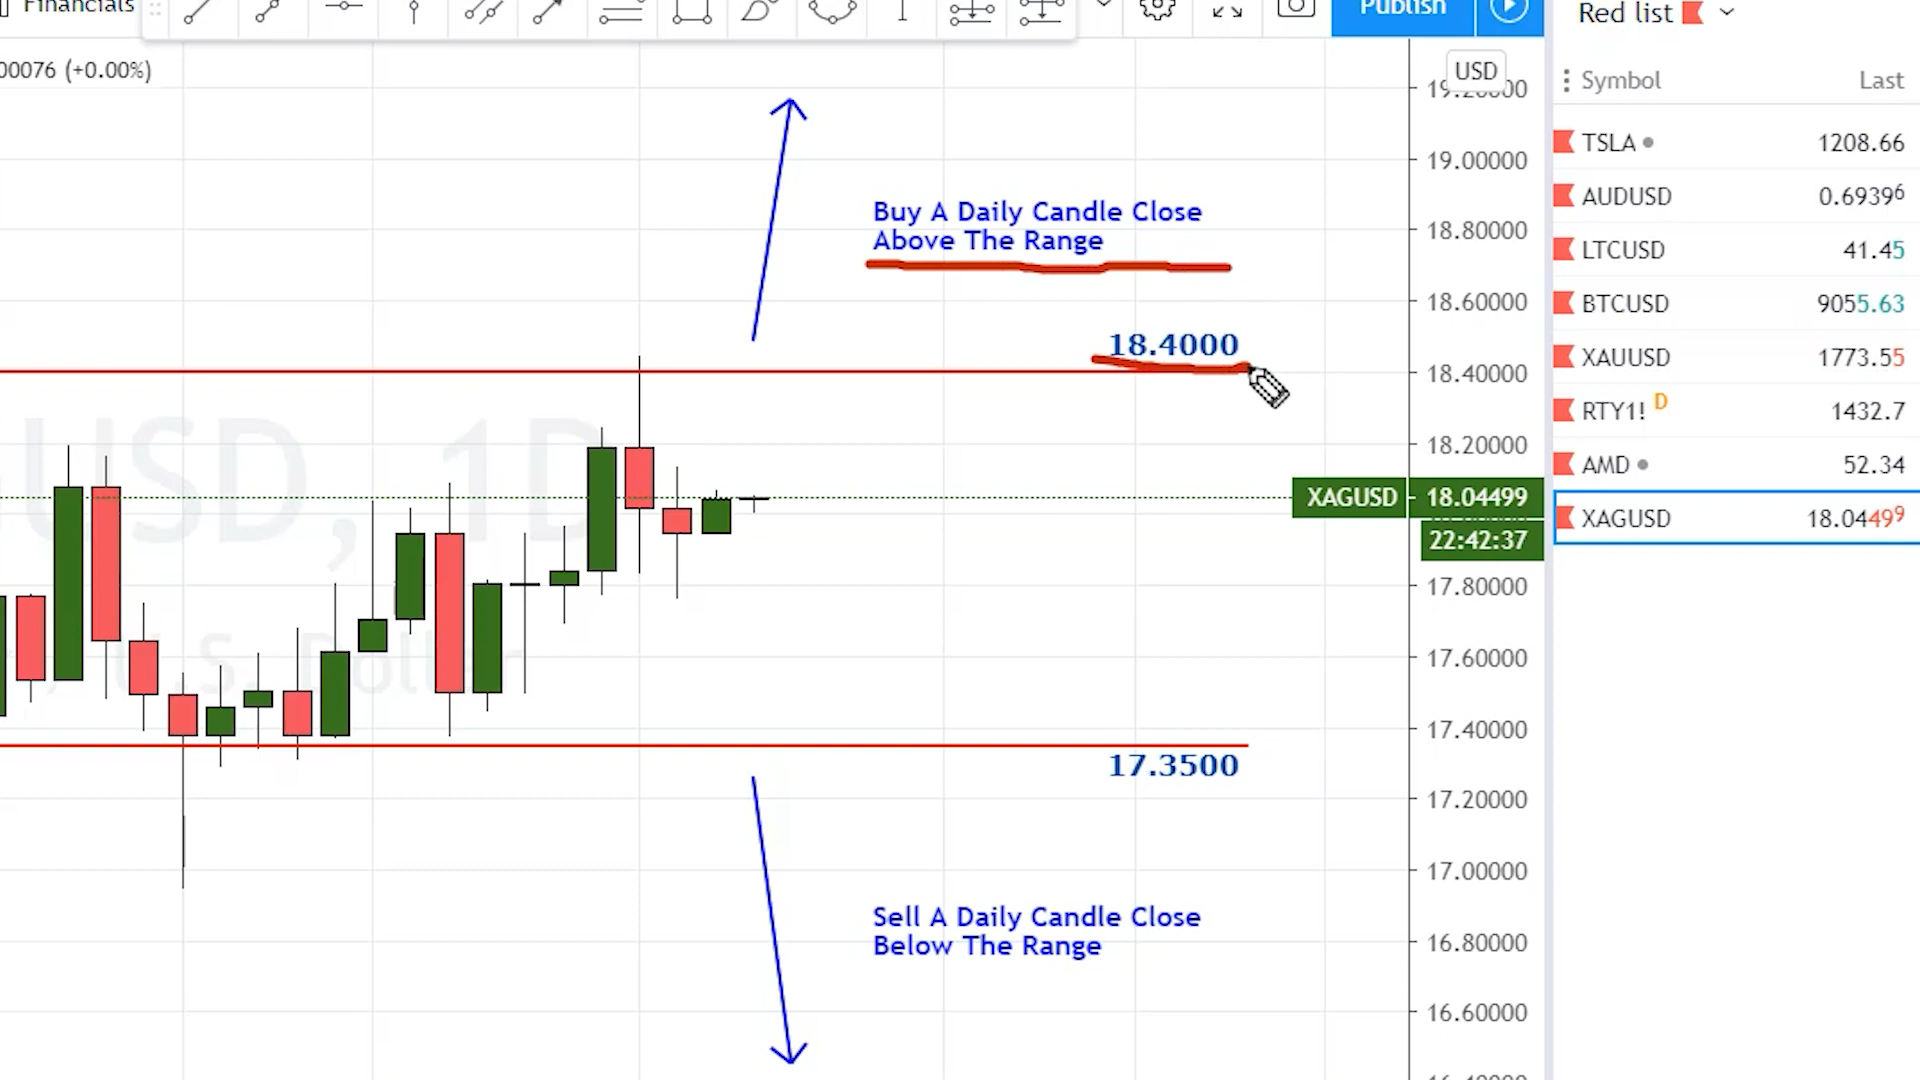 Financials
Publish
Red list
00076 (+0.00%)
USD
Symbol Last
19.00000
18.80000
18.60000
18.40000
18.20000
17.80000
17.60000
17.40000
17.20000
17.00000
16.80000
16.60000
Buy A Daily Candle Close
Above The Range
18.4000
USD, 1D
U.S. Dollar
XAGUSD 18.04499
22:42:37
17.3500
Sell A Daily Candle Close
Below The Range
TSLA 1208.66
AUDUSD 0.69396
LTCUSD 41.45
BTCUSD 9055.63
XAUUSD 1773.55
RTY1! D 1432.7
AMD 52.34
XAGUSD 18.04499